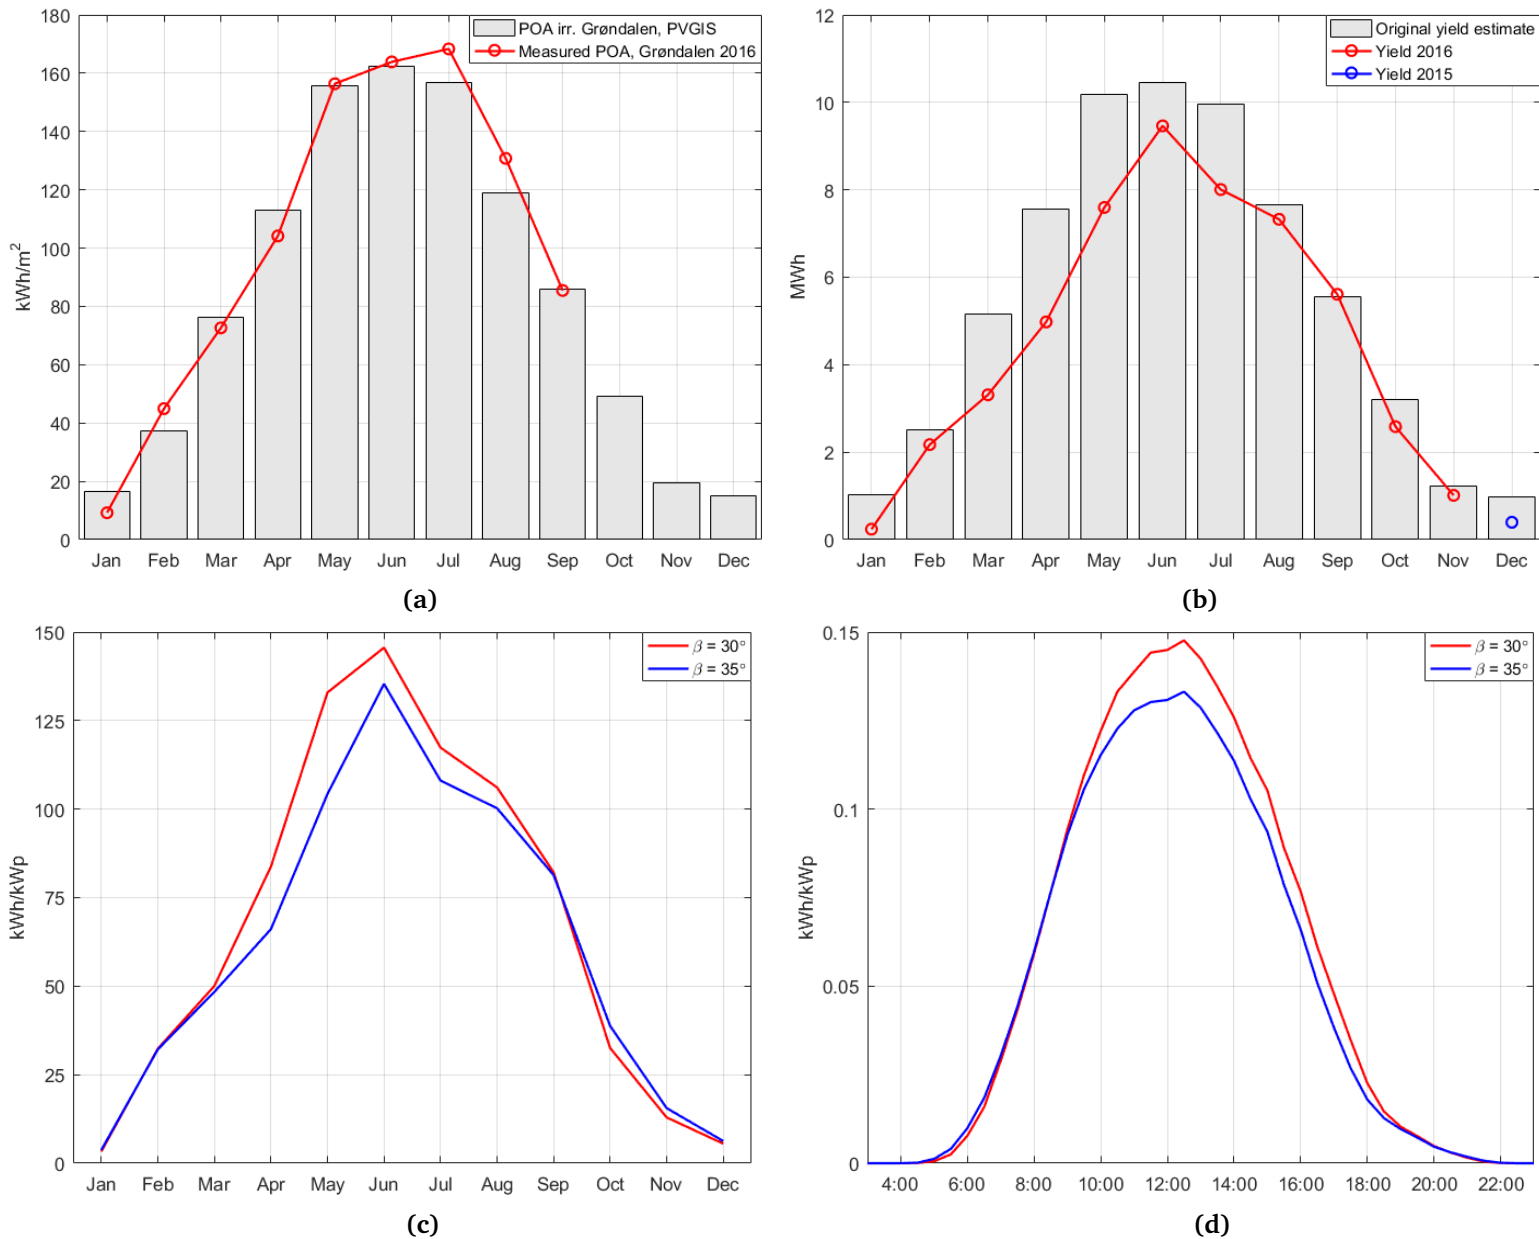 180
160
140
120
100
80
60
40
20
0
kWh/m²
POA irr. Grøndalen, PVGIS
Measured POA, Grøndalen 2016
Jan Feb Mar Apr May Jun Jul Aug Sep Oct Nov Dec
(a)
12
10
8
6
4
2
0
MWh
Original yield estimate
Yield 2016
Yield 2015
Jan Feb Mar Apr May Jun Jul Aug Sep Oct Nov Dec
(b)
150
125
100
75
50
25
0
kWh/kWp
β = 30°
β = 35°
Jan Feb Mar Apr May Jun Jul Aug Sep Oct Nov Dec
(c)
0.15
0.1
0.05
0
kWh/kWp
β = 30°
β = 35°
4:00 6:00 8:00 10:00 12:00 14:00 16:00 18:00 20:00 22:00
(d)